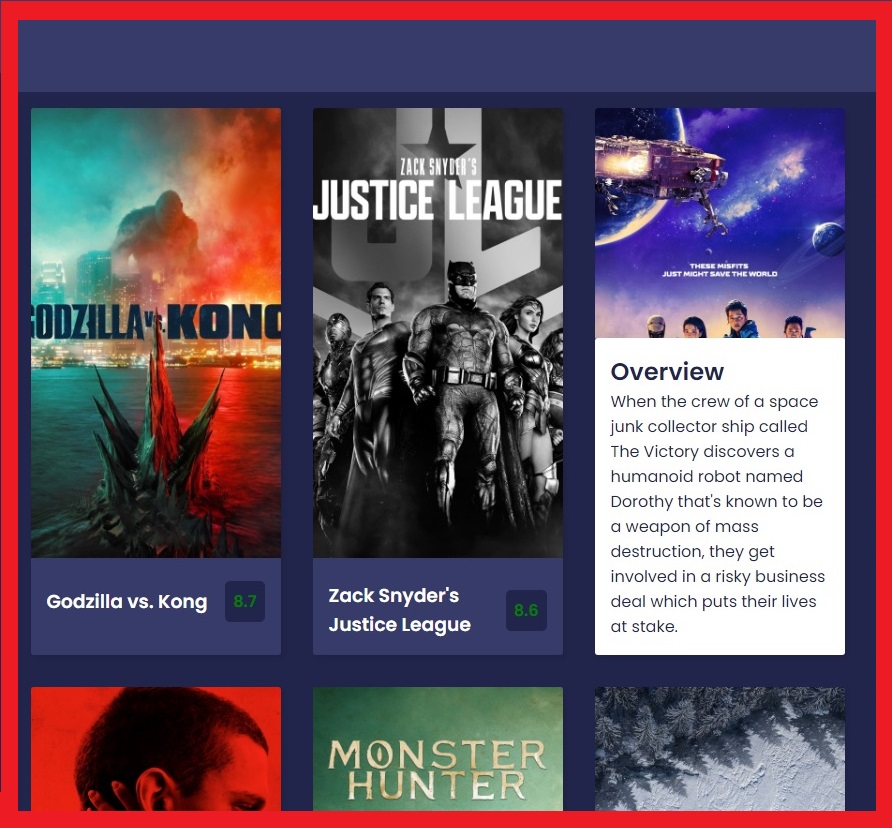 ZACK SNYDER'S
JUSTICE LEAGUE
GODZILLA VS. KONG
THESE MISFITS
JUST MIGHT SAVE THE WORLD
Overview
When the crew of a space
junk collector ship called
The Victory discovers a
humanoid robot named
Dorothy that's known to be
a weapon of mass
destruction, they get
involved in a risky business
deal which puts their lives
at stake.
Godzilla vs. Kong
8.7
Zack Snyder's
Justice League
8.6
MONSTER
HUNTER